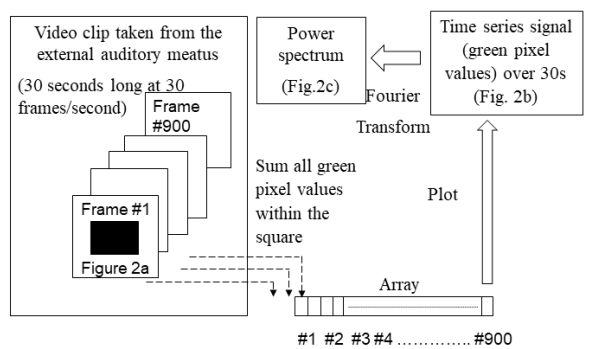 Video clip taken from the
external auditory meatus
(30 seconds long at 30
frames/second)
Frame
#900
Frame #1
Figure 2a
Power
spectrum
(Fig.2c)
Time series signal
(green pixel
values) over 30s
(Fig. 2b)
Fourier
Transform
Sum all green
pixel values
within the
square
Plot
Array
#1 #2 #3 #4 .............. #900